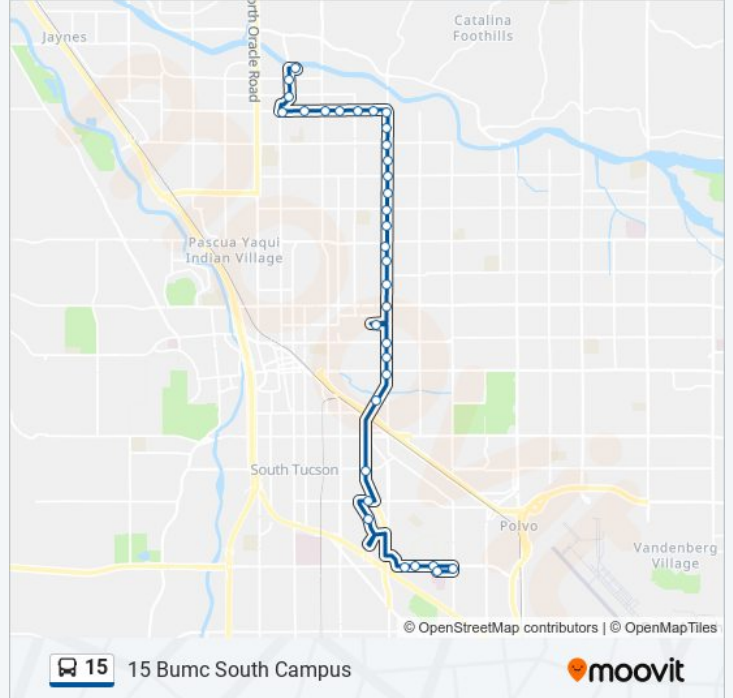 Jaynes
orth Oracle Road
Catalina
Foothills
Pascua Yaqui
Indian Village
South Tucson
Polvo
Vandenberg
Village
© OpenStreetMap contributors | © OpenMapTiles
15
15 Bumc South Campus
moovit